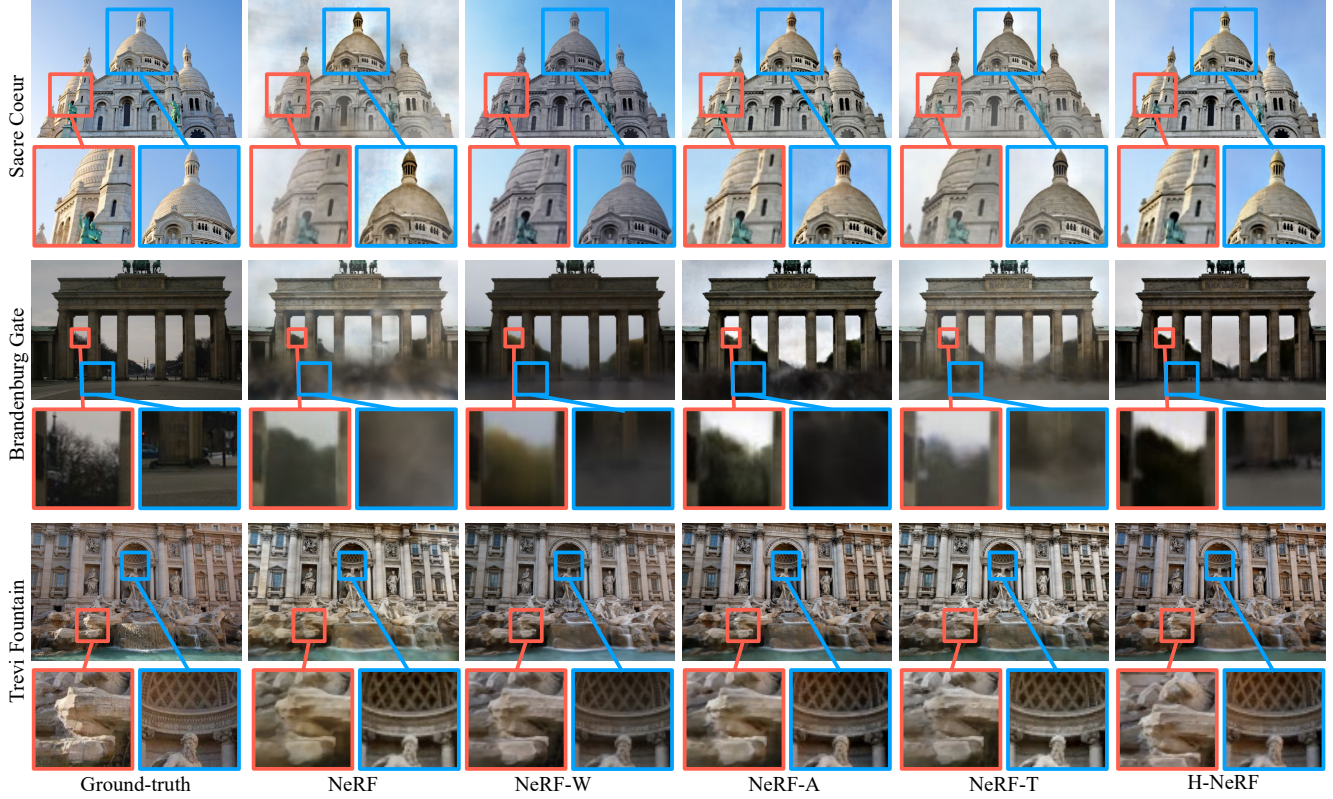 Sacre Coeur
Brandenburg Gate
Trevi Fountain
Ground-truth
NeRF
NeRF-W
NeRF-A
NeRF-T
H-NeRF